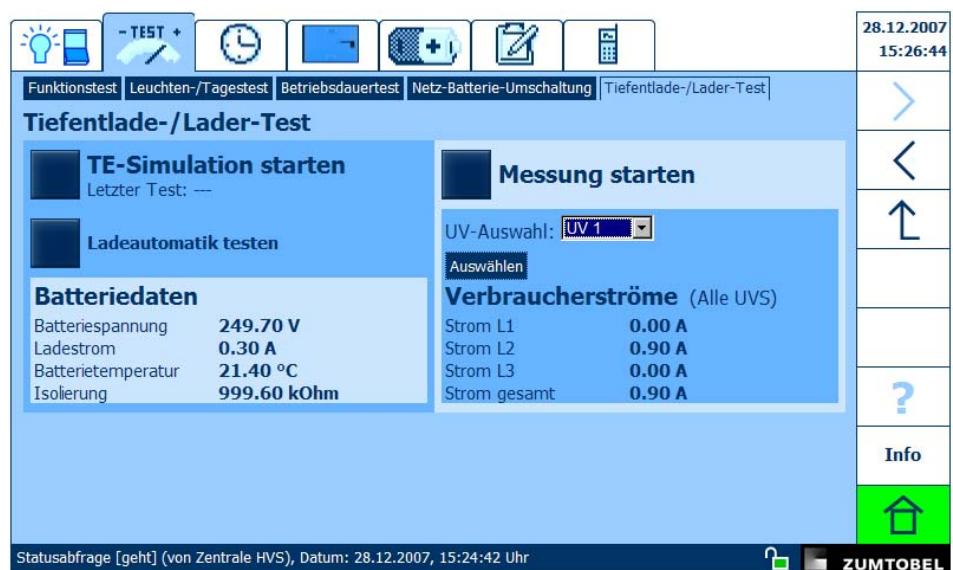 - TEST +
28.12.2007
15:26:44
Funktionstest Leuchten-/Tagestest Betriebsdauertest Netz-Batterie-Umschaltung Tiefentlade-/Lader-Test
Tiefentlade-/Lader-Test
TE-Simulation starten
Letzter Test: ---
Ladeautomatik testen
Batteriedaten
Batteriespannung 249.70 V
Ladestrom 0.30 A
Batterietemperatur 21.40 °C
Isolierung 999.60 kOhm
Messung starten
UV-Auswahl: UV 1
Auswählen
Verbraucherströme (Alle UVS)
Strom L1 0.00 A
Strom L2 0.90 A
Strom L3 0.00 A
Strom gesamt 0.90 A
?
Info
Statusabfrage [geht] (von Zentrale HVS), Datum: 28.12.2007, 15:24:42 Uhr
ZUMTOBEL